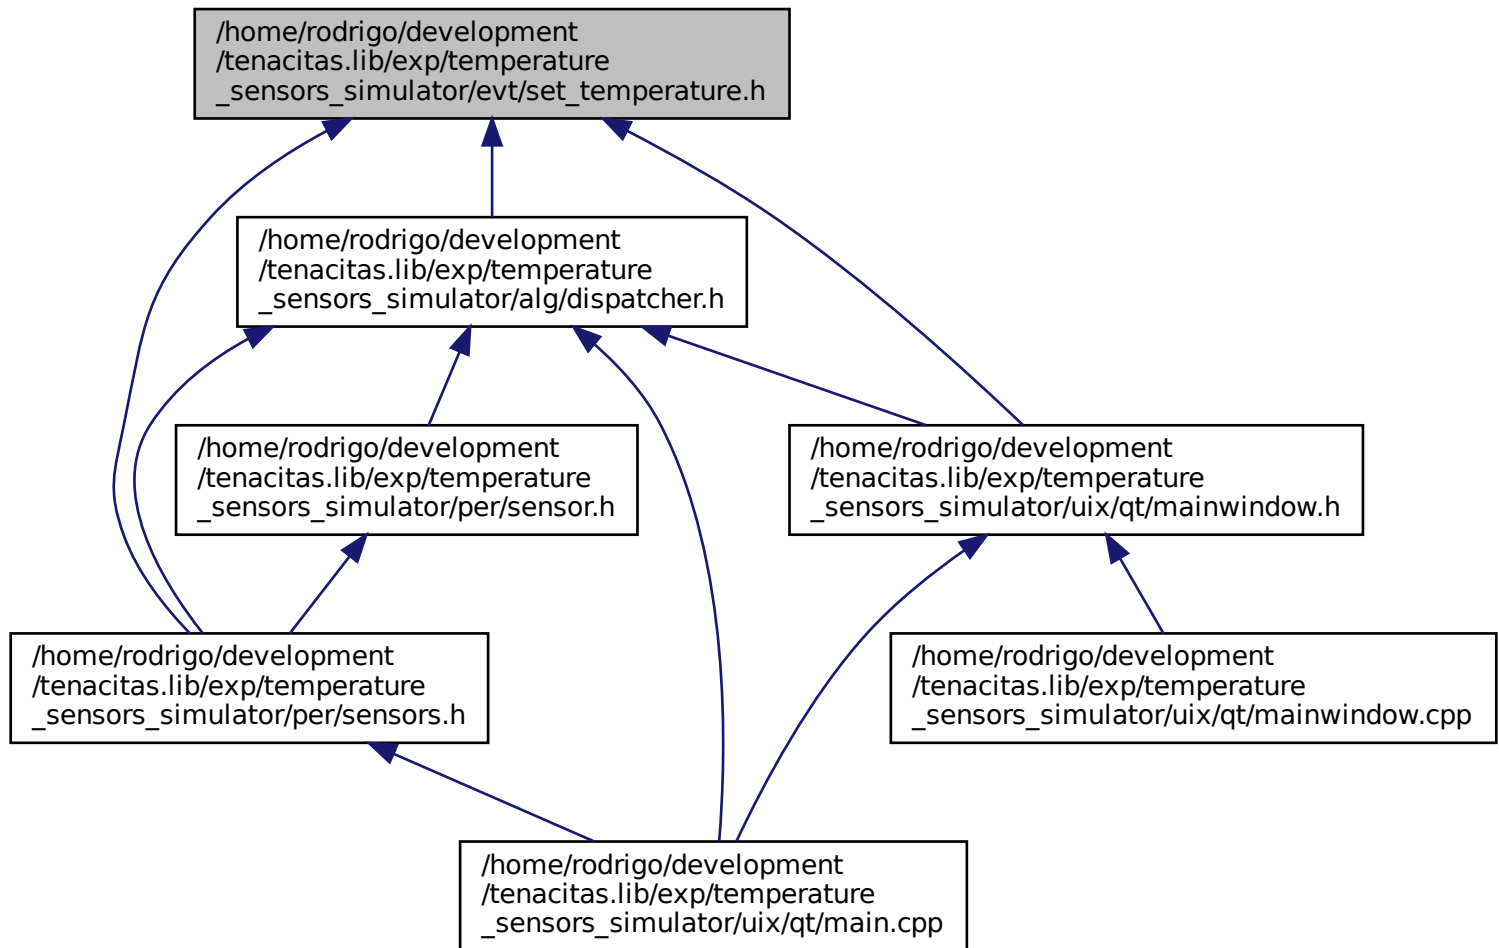 /home/rodrigo/development
/tenacitas.lib/exp/temperature
_sensors_simulator/evt/set_temperature.h
/home/rodrigo/development
/tenacitas.lib/exp/temperature
_sensors_simulator/alg/dispatcher.h
/home/rodrigo/development
/tenacitas.lib/exp/temperature
_sensors_simulator/per/sensor.h
/home/rodrigo/development
/tenacitas.lib/exp/temperature
_sensors_simulator/uix/qt/mainwindow.h
/home/rodrigo/development
/tenacitas.lib/exp/temperature
_sensors_simulator/per/sensors.h
/home/rodrigo/development
/tenacitas.lib/exp/temperature
_sensors_simulator/uix/qt/mainwindow.cpp
/home/rodrigo/development
/tenacitas.lib/exp/temperature
_sensors_simulator/uix/qt/main.cpp